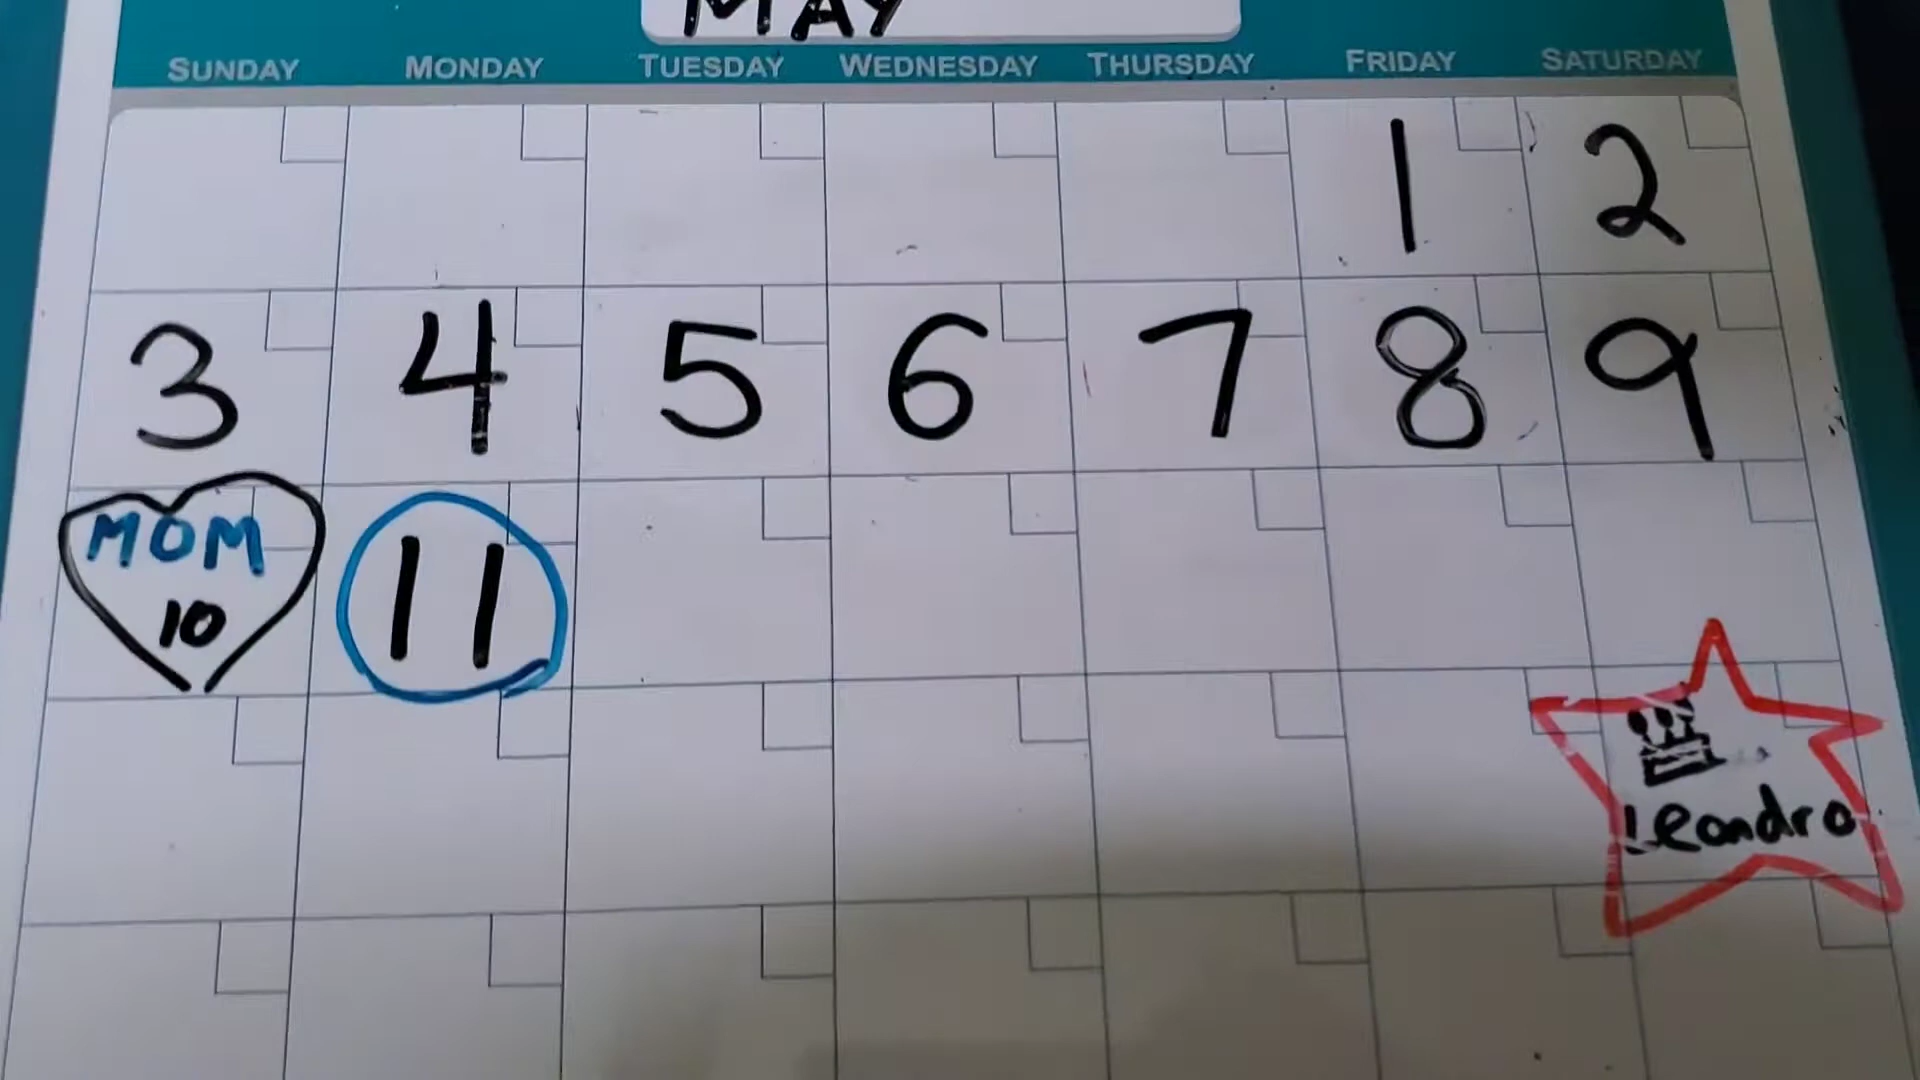 MAY
SUNDAY MONDAY TUESDAY WEDNESDAY THURSDAY FRIDAY SATURDAY
1 2
3 4 5 6 7 8 9
MOM
10 11
Leandro